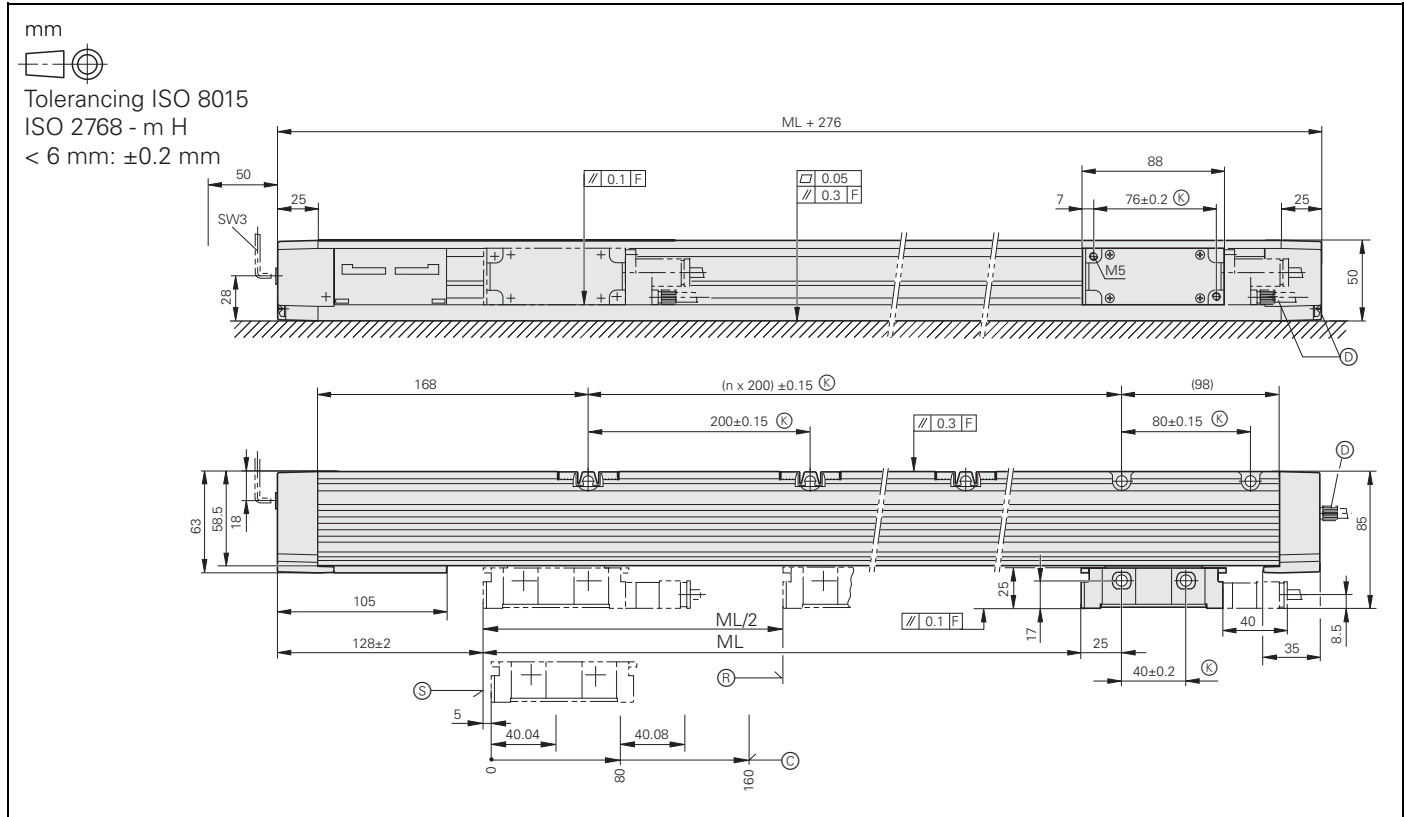 mm
Tolerancing ISO 8015
ISO 2768 - m H
< 6 mm: ±0.2 mm
ML + 276
50
25
// 0.1 F
0.05
// 0.3 F
88
7
76±0.2 K
25
SW3
M5
28
50
D
168
(n x 200) ±0.15 K
(98)
200±0.15 K
// 0.3 F
80±0.15 K
D
63
58.5
18
85
25
105
ML/2
// 0.1 F
17
40
8.5
128±2
ML
25
35
S
R
40±0.2 K
5
40.04
40.08
C
0
80
160